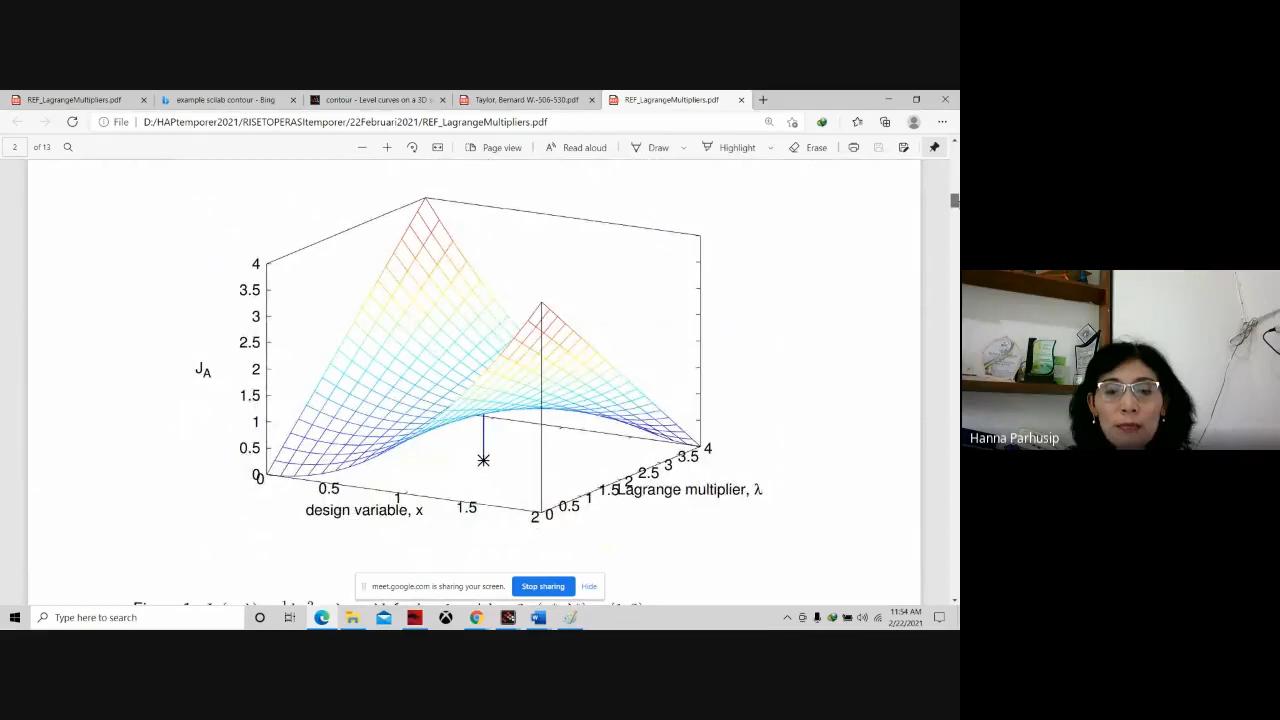 REF_LagrangeMultipliers.pdf
example scilab contour - Bing
contour - Level curves on a 3D s
Taylor, Bernard W.-506-530.pdf
REF_LagrangeMultipliers.pdf
File
D:/HAPtemporer2021/RISETOPERASItemporer/22Februari2021/REF_LagrangeMultipliers.pdf
2 of 13
Page view
Read aloud
Draw
Highlight
Erase
4
3.5
3
2.5
2
1.5
1
0.5
0
JA
0
0.5
1
1.5
2
design variable, x
0
0.5
1
1.5
2
2.5
3
3.5
4
Lagrange multiplier, λ
meet.google.com is sharing your screen.
Stop sharing
Hide
Type here to search
11:54 AM
2/22/2021
Hanna Parhusip